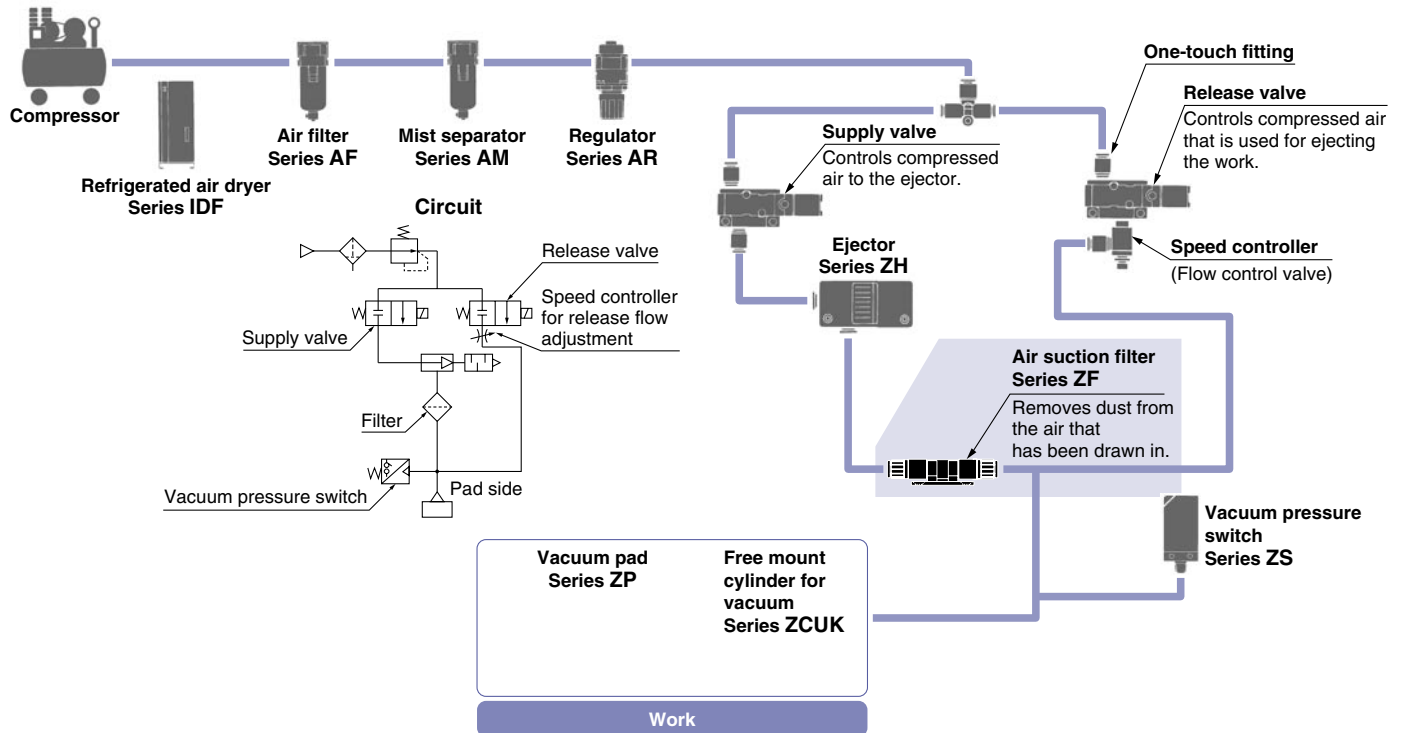 Compressor
Refrigerated air dryer
Series IDF
Air filter
Series AF
Mist separator
Series AM
Regulator
Series AR
One-touch fitting
Release valve
Controls compressed air
that is used for ejecting
the work.
Supply valve
Controls compressed
air to the ejector.
Speed controller
(Flow control valve)
Ejector
Series ZH
Air suction filter
Series ZF
Removes dust from
the air that
has been drawn in.
Vacuum pressure
switch
Series ZS
Circuit
Release valve
Speed controller
for release flow
adjustment
Supply valve
Filter
Vacuum pressure switch
Pad side
Vacuum pad
Series ZP
Free mount
cylinder for
vacuum
Series ZCUK
Work